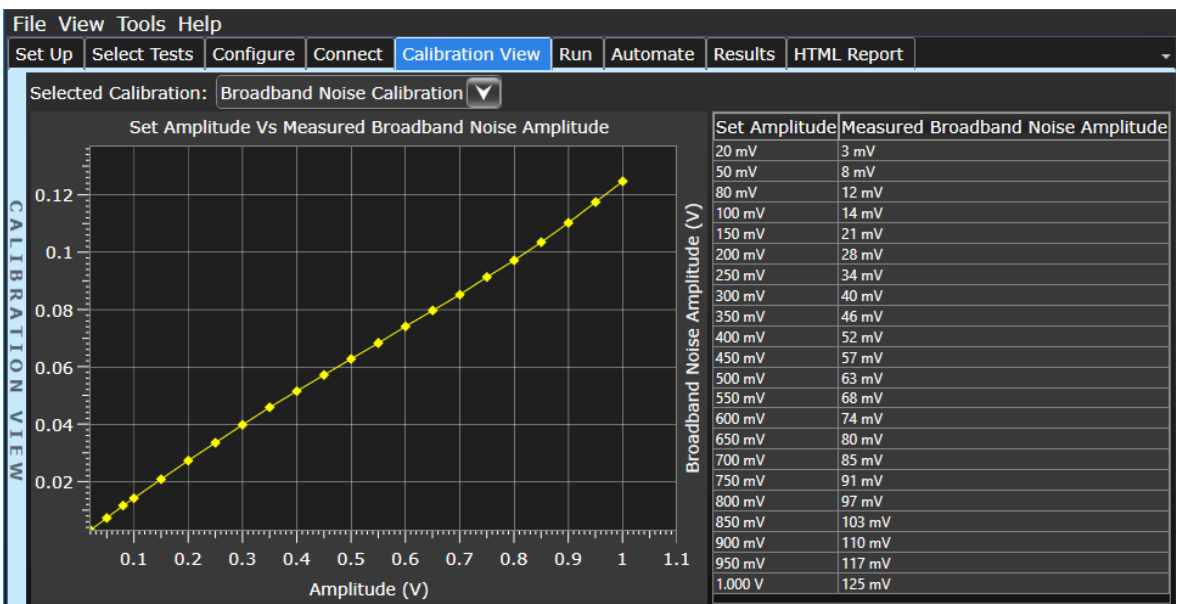 File View Tools Help
Set Up Select Tests Configure Connect Calibration View Run Automate Results HTML Report
CALIBRATION VIEW
Selected Calibration: Broadband Noise Calibration
Set Amplitude Vs Measured Broadband Noise Amplitude
0.12
0.1
0.08
0.06
0.04
0.02
0.1 0.2 0.3 0.4 0.5 0.6 0.7 0.8 0.9 1 1.1
Amplitude (V)
Broadband Noise Amplitude (V)
Set Amplitude Measured Broadband Noise Amplitude
20 mV 3 mV
50 mV 8 mV
80 mV 12 mV
100 mV 14 mV
150 mV 21 mV
200 mV 28 mV
250 mV 34 mV
300 mV 40 mV
350 mV 46 mV
400 mV 52 mV
450 mV 57 mV
500 mV 63 mV
550 mV 68 mV
600 mV 74 mV
650 mV 80 mV
700 mV 85 mV
750 mV 91 mV
800 mV 97 mV
850 mV 103 mV
900 mV 110 mV
950 mV 117 mV
1.000 V 125 mV